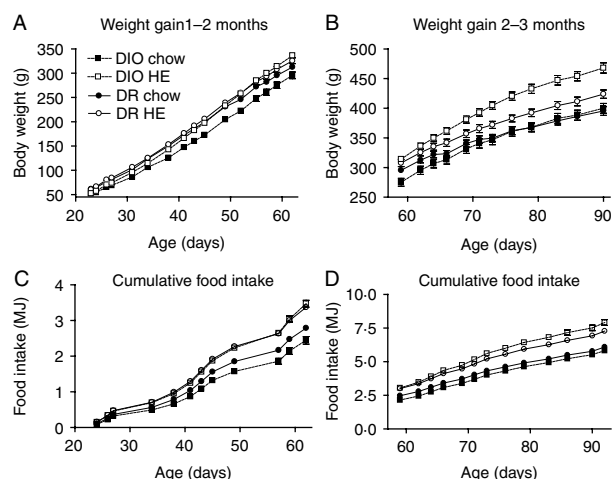 A Weight gain1–2 months
350
300
250
200
150
100
50
Body weight (g)
DIO chow
DIO HE
DR chow
DR HE
20 30 40 50 60
Age (days)
B Weight gain 2–3 months
500
450
400
350
300
250
Body weight (g)
60 70 80 90
Age (days)
C Cumulative food intake
4
3
2
1
0
Food intake (MJ)
20 30 40 50 60
Age (days)
D Cumulative food intake
10·0
7·5
5·0
2·5
0·0
Food intake (MJ)
60 70 80 90
Age (days)